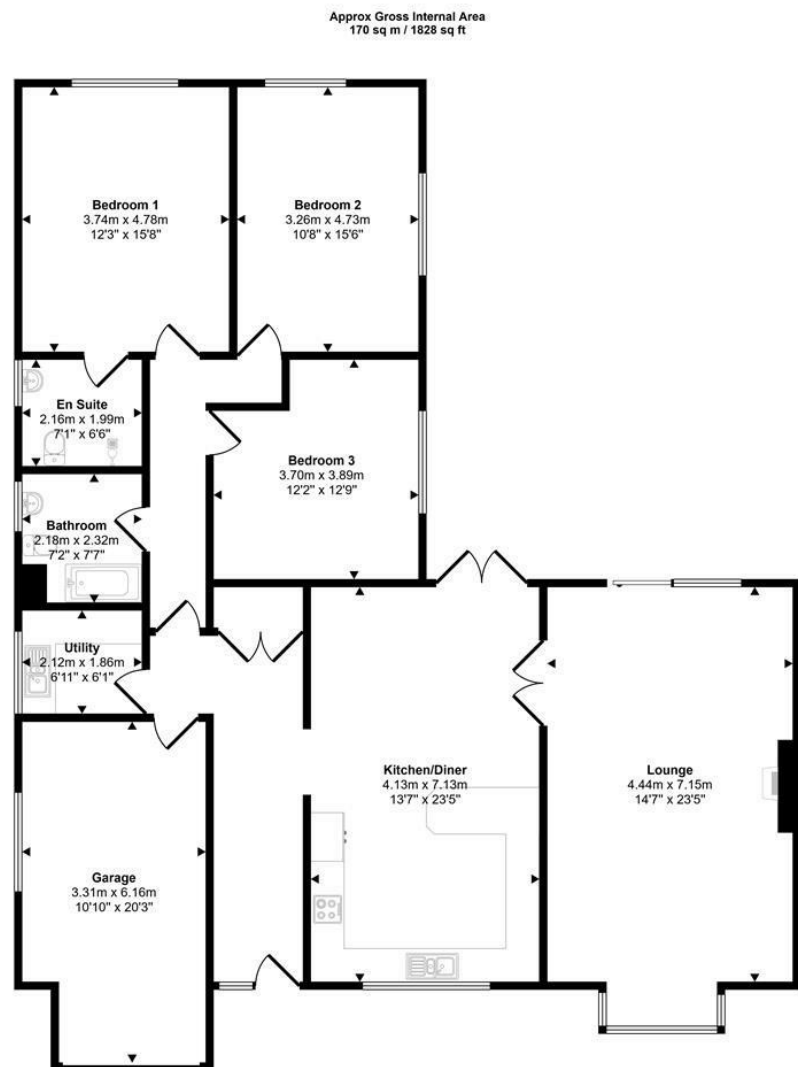 Approx Gross Internal Area
170 sq m / 1828 sq ft
Bedroom 1
3.74m x 4.78m
12'3" x 15'8"
Bedroom 2
3.26m x 4.73m
10'8" x 15'6"
En Suite
2.16m x 1.99m
7'1" x 6'6"
Bedroom 3
3.70m x 3.89m
12'2" x 12'9"
Bathroom
2.18m x 2.32m
7'2" x 7'7"
Utility
2.12m x 1.86m
6'11" x 6'1"
Kitchen/Diner
4.13m x 7.13m
13'7" x 23'5"
Lounge
4.44m x 7.15m
14'7" x 23'5"
Garage
3.31m x 6.16m
10'10" x 20'3"